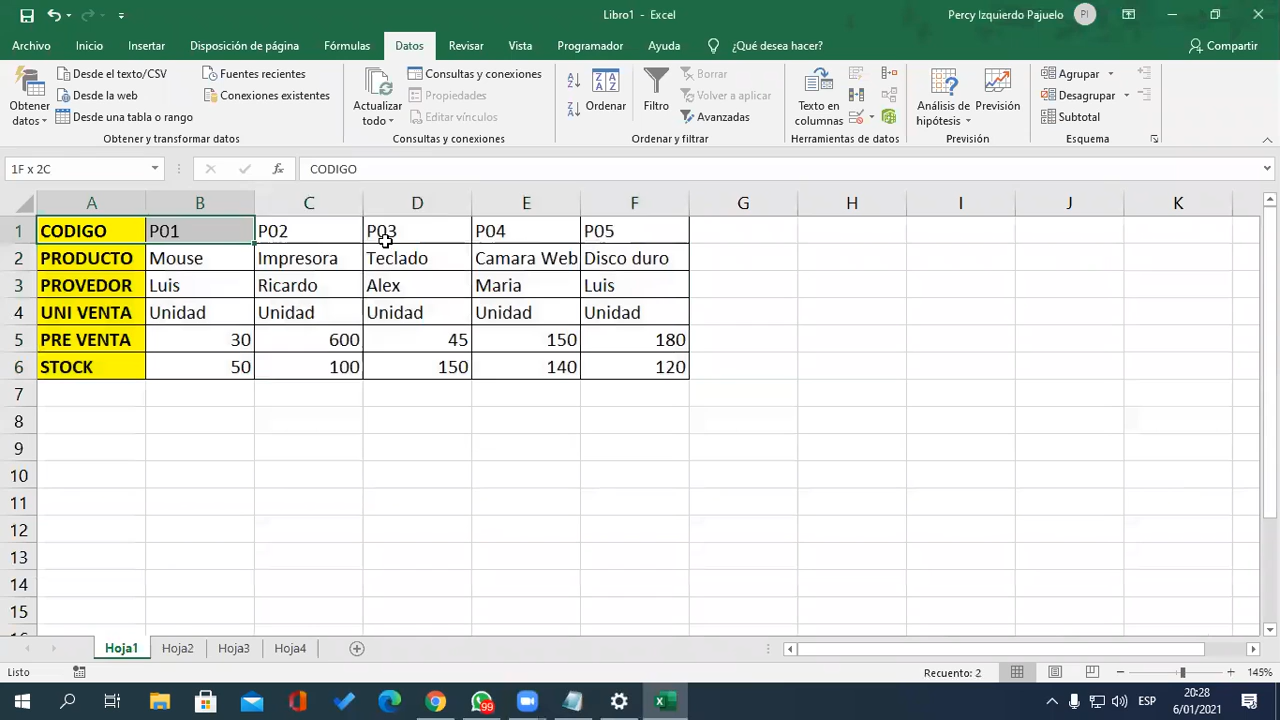 Libro1 - Excel
Percy Izquierdo Pajuelo PI
Archivo Inicio Insertar Disposición de página Fórmulas Datos Revisar Vista Programador Ayuda ¿Qué desea hacer? Compartir
Desde el texto/CSV Fuentes recientes Consultas y conexiones Borrar Agrupar
Obtener datos Desde la web Conexiones existentes Actualizar todo Propiedades Ordenar Filtro Volver a aplicar Texto en columnas Análisis de hipótesis Previsión Desagrupar
Desde una tabla o rango Editar vínculos Avanzadas Subtotal
Obtener y transformar datos Consultas y conexiones Ordenar y filtrar Herramientas de datos Previsión Esquema
1F x 2C fx CODIGO
A B C D E F G H I J K
1 CODIGO P01 P02 P03 P04 P05
2 PRODUCTO Mouse Impresora Teclado Camara Web Disco duro
3 PROVEDOR Luis Ricardo Alex Maria Luis
4 UNI VENTA Unidad Unidad Unidad Unidad Unidad
5 PRE VENTA 30 600 45 150 180
6 STOCK 50 100 150 140 120
7
8
9
10
11
12
13
14
15
Hoja1 Hoja2 Hoja3 Hoja4
Listo Recuento: 2 145%
99 ESP 20:28
6/01/2021